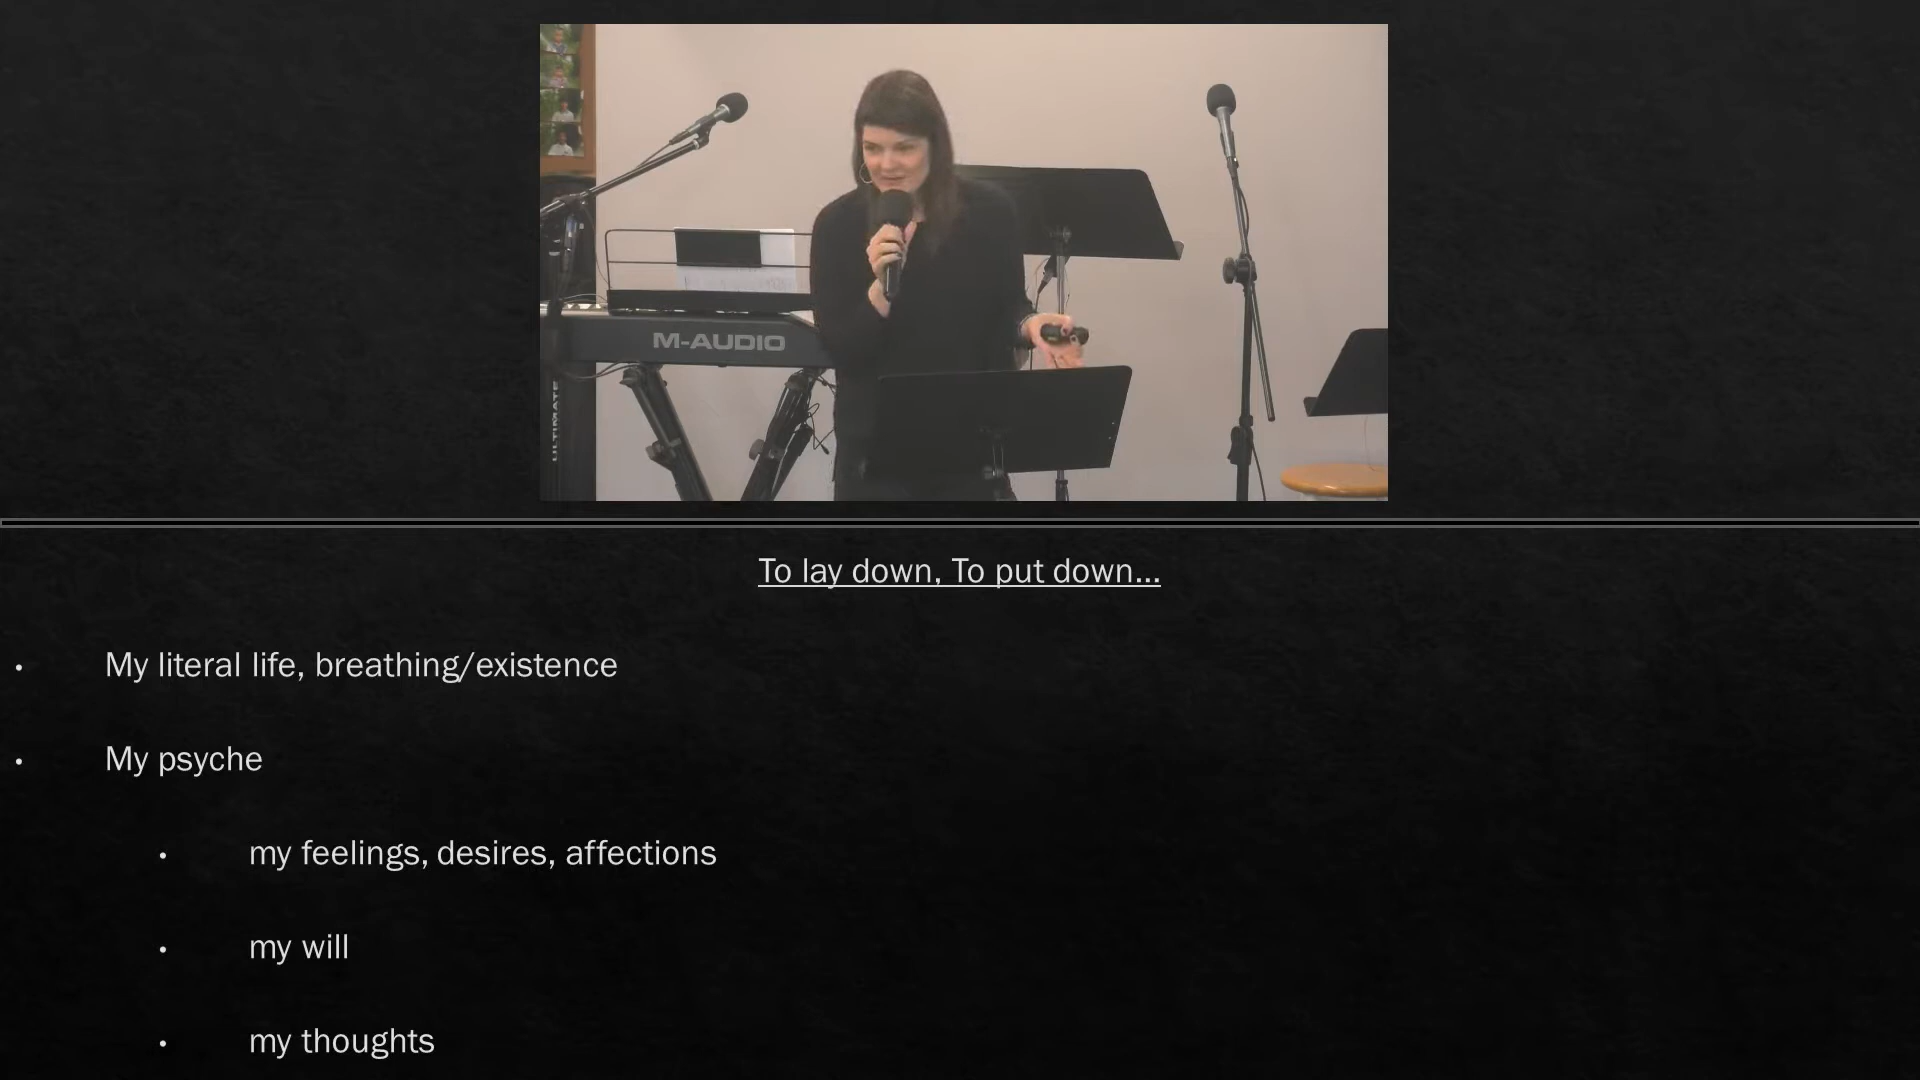 M-AUDIO
ULTIMATE
To lay down, To put down...
• My literal life, breathing/existence
• My psyche
• my feelings, desires, affections
• my will
• my thoughts